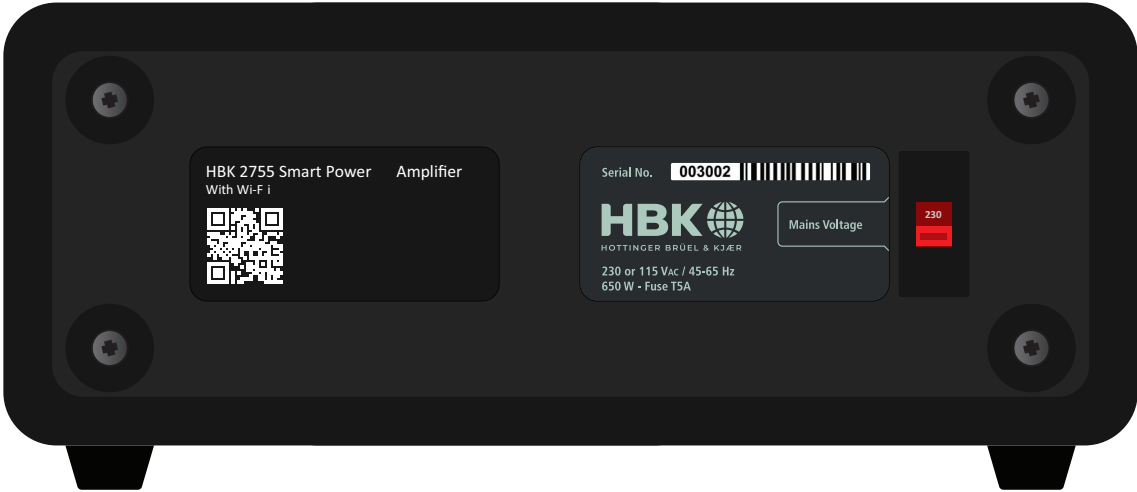 HBK 2755 Smart Power Amplifier
With Wi-F i
Serial No. 003002
HBK
HOTTINGER BRÜEL & KJÆR
Mains Voltage
230
230 or 115 VAC / 45-65 Hz
650 W - Fuse T5A